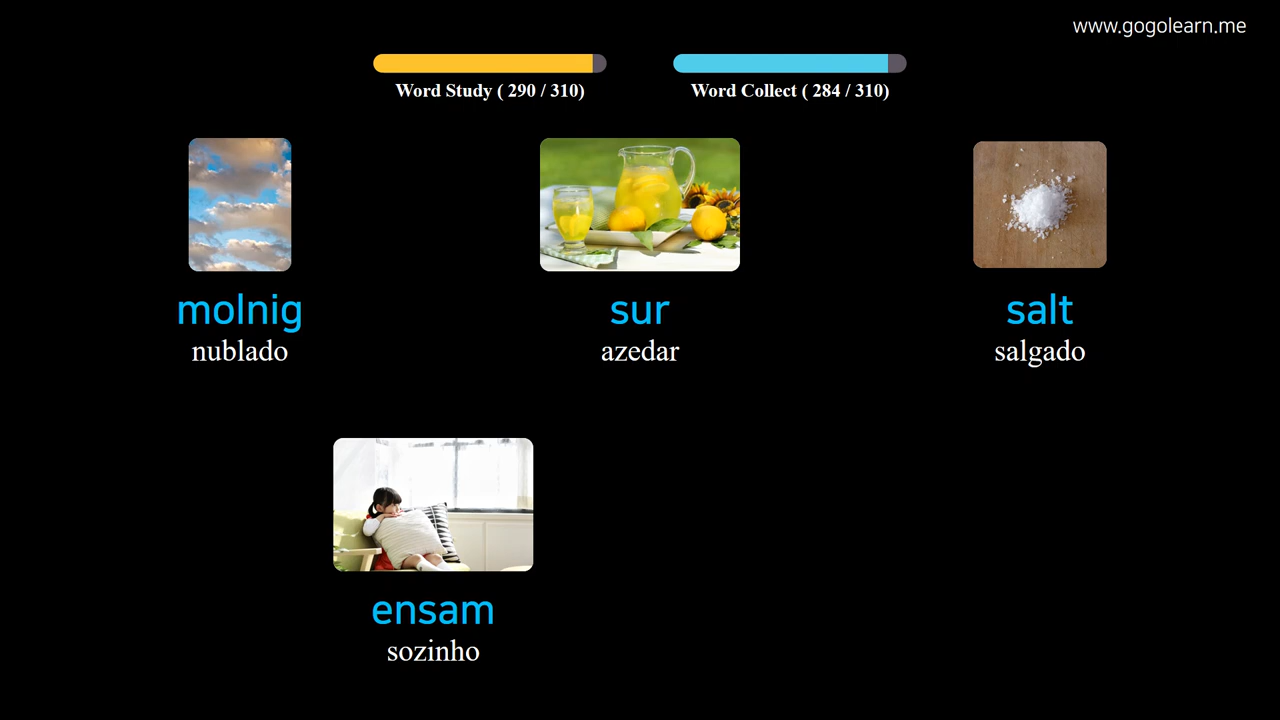 www.gogolearn.me
Word Study ( 290 / 310)
Word Collect ( 284 / 310)
molnig
nublado
sur
azedar
salt
salgado
ensam
sozinho